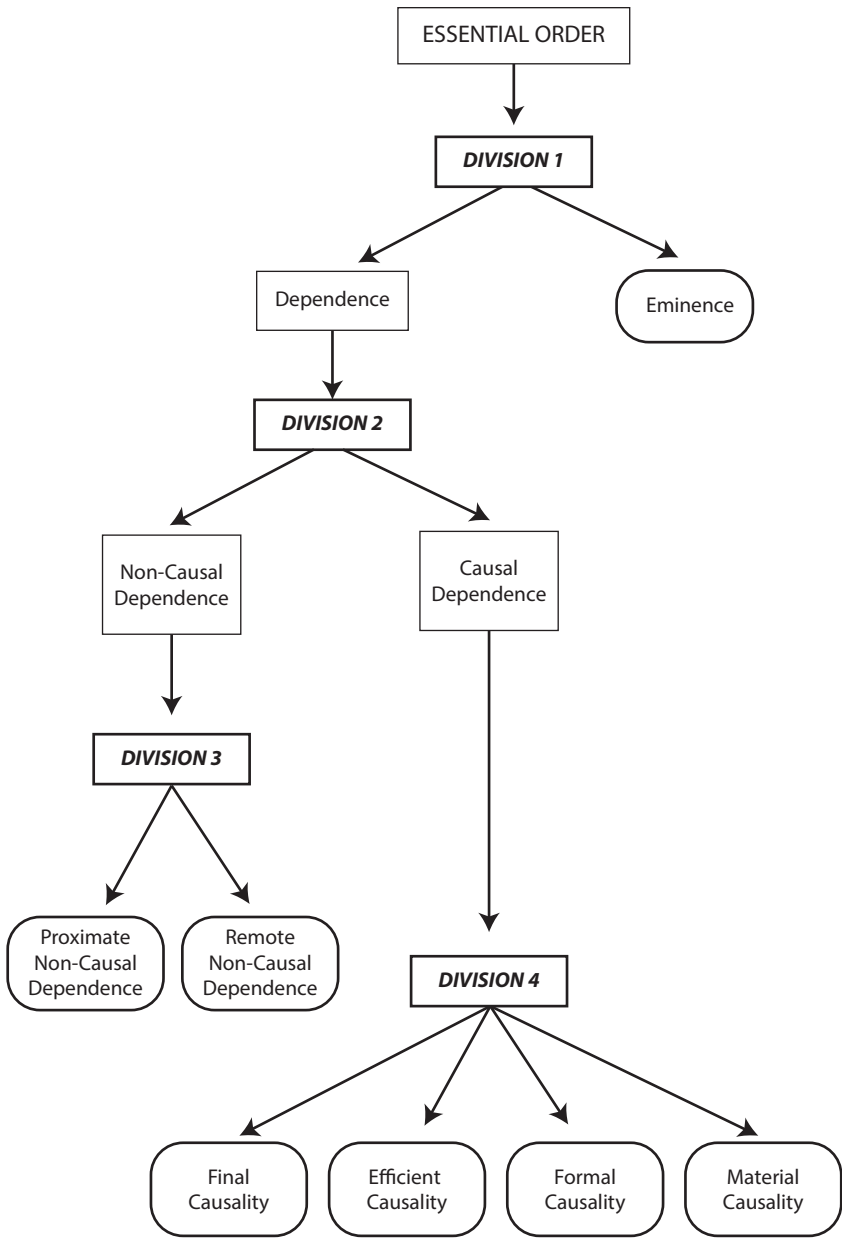 ESSENTIAL ORDER
DIVISION 1
Dependence
Eminence
DIVISION 2
Non-Causal
Dependence
Causal
Dependence
DIVISION 3
Proximate
Non-Causal
Dependence
Remote
Non-Causal
Dependence
DIVISION 4
Final
Causality
Efficient
Causality
Formal
Causality
Material
Causality